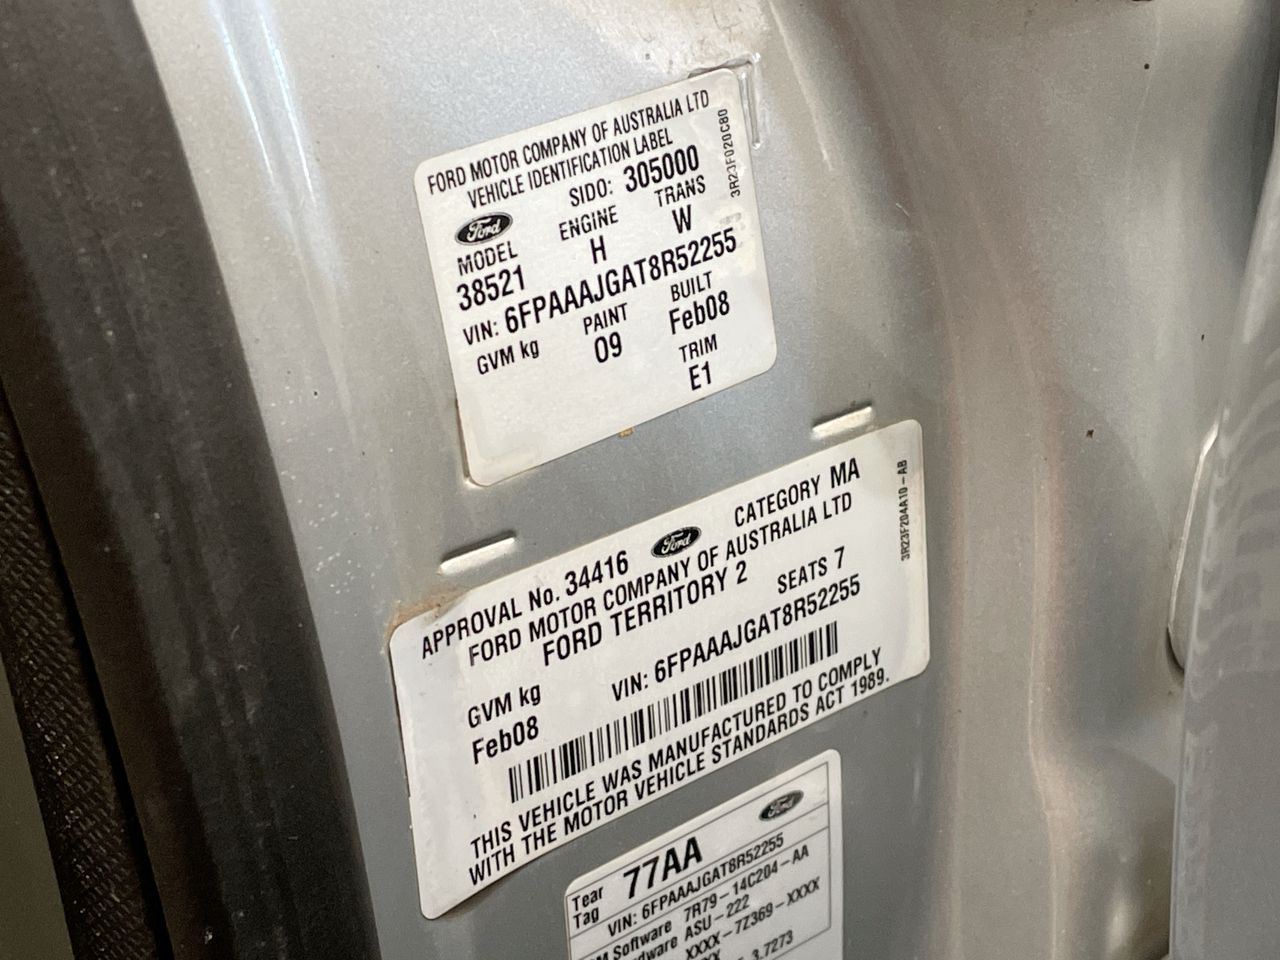 FORD MOTOR COMPANY OF AUSTRALIA LTD
VEHICLE IDENTIFICATION LABEL
Ford
SIDO: 305000
MODEL ENGINE TRANS
38521 H W
VIN: 6FPAAAJGAT8R52255
GVM kg PAINT BUILT
09 Feb08
TRIM
E1
3R23F020C80
APPROVAL No. 34416 Ford CATEGORY MA
FORD MOTOR COMPANY OF AUSTRALIA LTD
FORD TERRITORY 2 SEATS 7
GVM kg VIN: 6FPAAAJGAT8R52255
Feb08
THIS VEHICLE WAS MANUFACTURED TO COMPLY
WITH THE MOTOR VEHICLE STANDARDS ACT 1989.
3R23F204A10-AB
Ford
Tear Tag 77AA
VIN: 6FPAAAJGAT8R52255
Software 7R79-14C204-AA
ASU-222
XXXX-7Z369-XXXX
3.7273